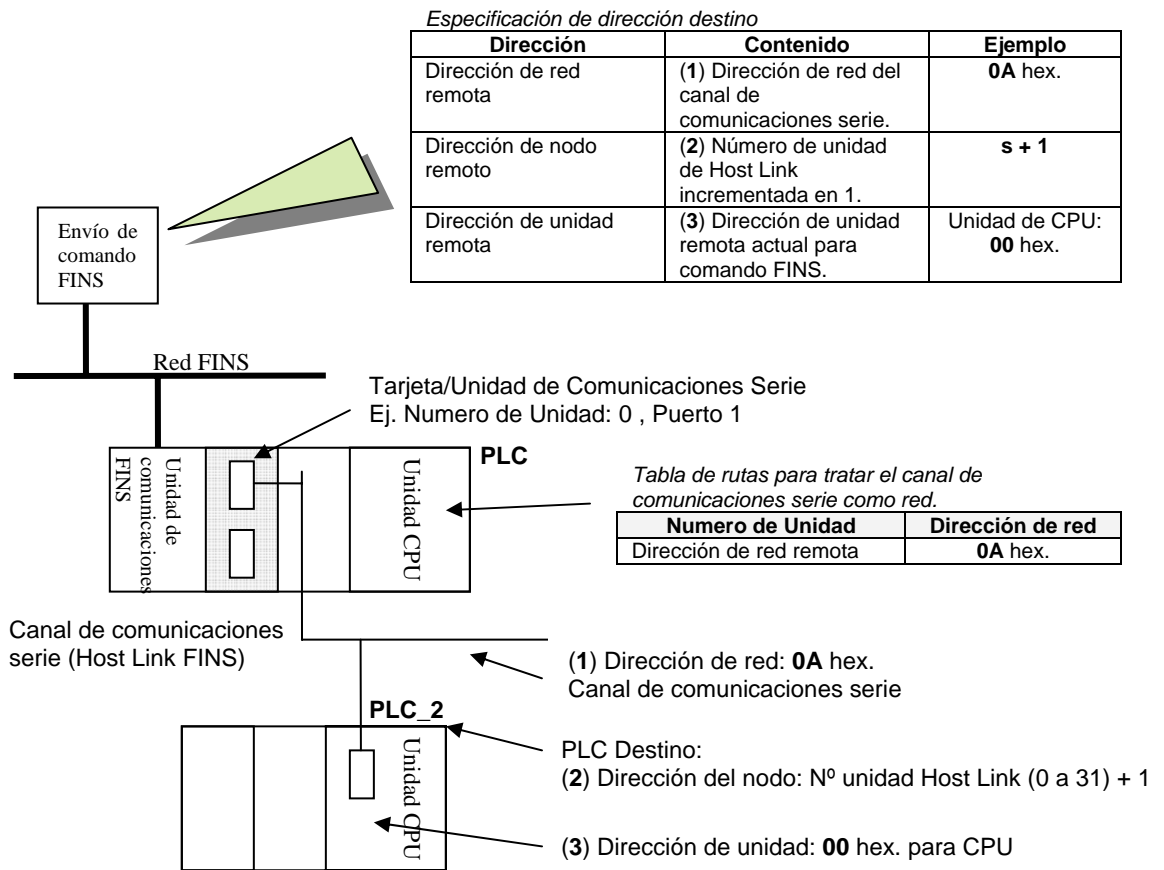 Especificación de dirección destino
Dirección Contenido Ejemplo
Dirección de red remota (1) Dirección de red del canal de comunicaciones serie. 0A hex.
Dirección de nodo remoto (2) Número de unidad de Host Link incrementada en 1. s + 1
Dirección de unidad remota (3) Dirección de unidad remota actual para comando FINS. Unidad de CPU: 00 hex.
Envío de
comando
FINS
Red FINS
Tarjeta/Unidad de Comunicaciones Serie
Ej. Numero de Unidad: 0 , Puerto 1
PLC
Unidad de
comunicaciones
FINS
Unidad CPU
Tabla de rutas para tratar el canal de
comunicaciones serie como red.
Numero de Unidad Dirección de red
Dirección de red remota 0A hex.
Canal de comunicaciones
serie (Host Link FINS)
(1) Dirección de red: 0A hex.
Canal de comunicaciones serie
PLC_2
Unidad CPU
PLC Destino:
(2) Dirección del nodo: Nº unidad Host Link (0 a 31) + 1
(3) Dirección de unidad: 00 hex. para CPU